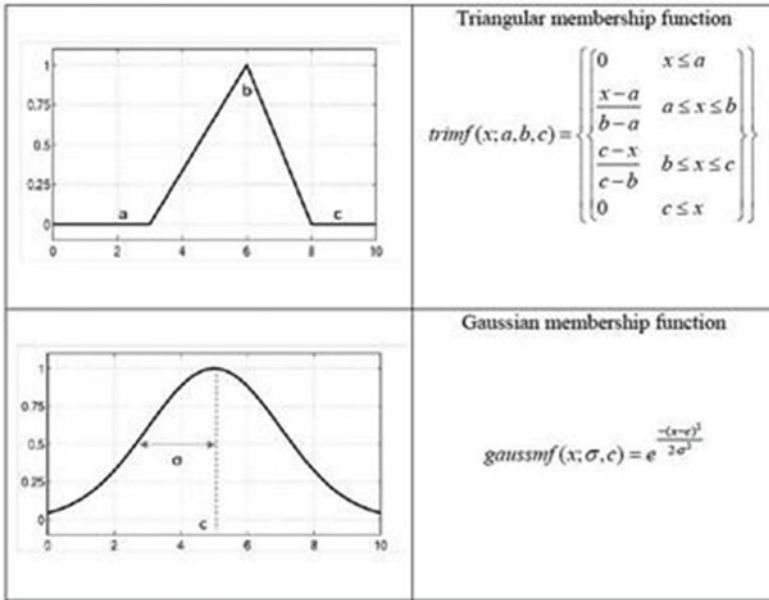 Triangular membership function
1
0.75
0.5
0.25
0
a
b
c
0 2 4 6 8 10
trimf(x;a,b,c) = {{0 x ≤ a
x−a/b−a a ≤ x ≤ b
c−x/c−b b ≤ x ≤ c
0 c ≤ x}}
Gaussian membership function
1
0.75
0.5
0.25
0
σ
c
0 2 4 6 8 10
gaussmf(x;σ,c) = e^(−(x−c)²/2σ²)